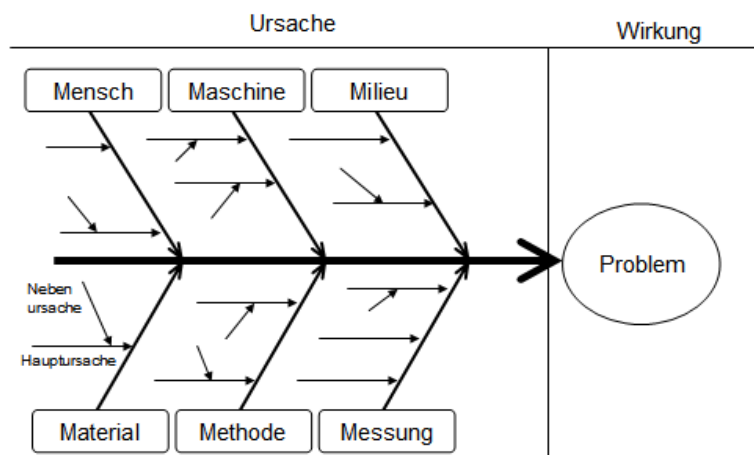 Ursache
Wirkung
Mensch
Maschine
Milieu
Problem
Neben
ursache
Hauptursache
Material
Methode
Messung